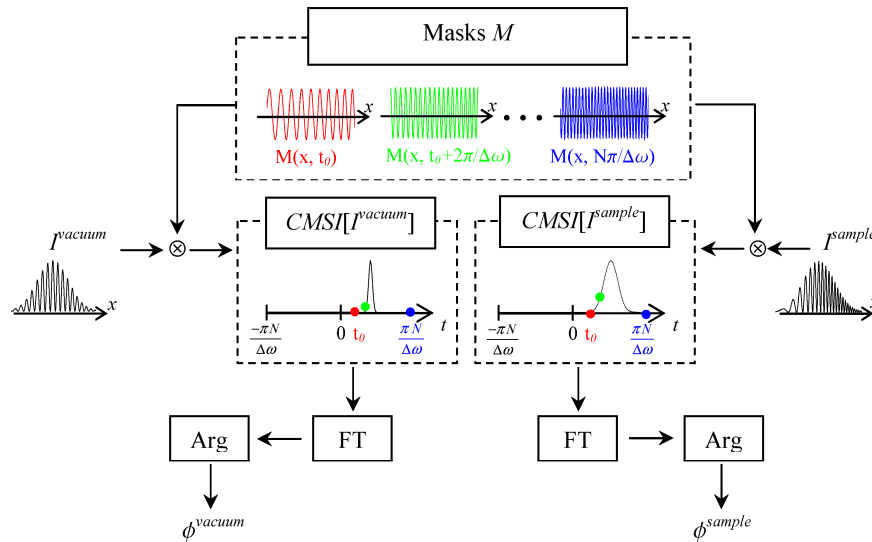 Masks M
x x x
M(x, t₀) M(x, t₀+2π/Δω) M(x, Nπ/Δω)
CMSI[I^vacuum] CMSI[I^sample]
I^vacuum ⊗ ⊗ I^sample
x x
−πN/Δω 0 t₀ πN/Δω t −πN/Δω 0 t₀ πN/Δω t
Arg FT FT Arg
ϕ^vacuum ϕ^sample